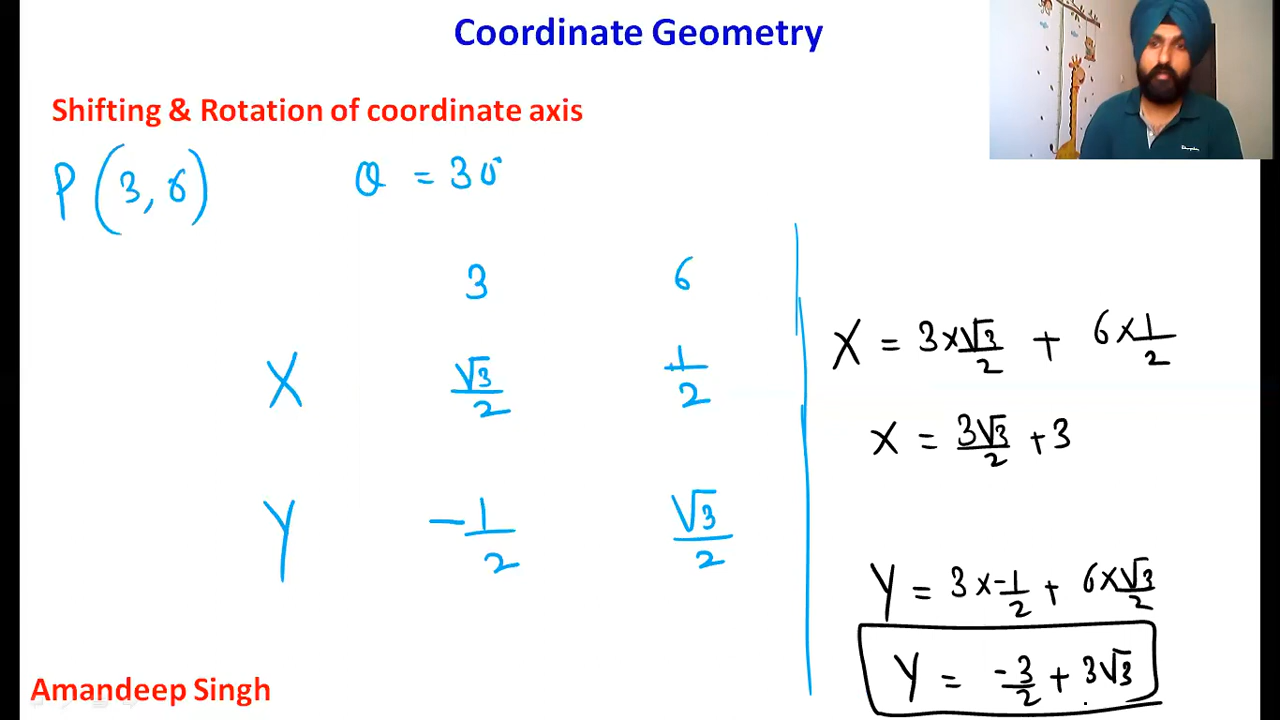 Coordinate Geometry
Shifting & Rotation of coordinate axis
P(3, 6) θ = 30°
3 6
X √3/2 1/2
Y -1/2 √3/2
X = 3×√3/2 + 6×1/2
X = 3√3/2 + 3
Y = 3×-1/2 + 6×√3/2
Y = -3/2 + 3√3
Amandeep Singh